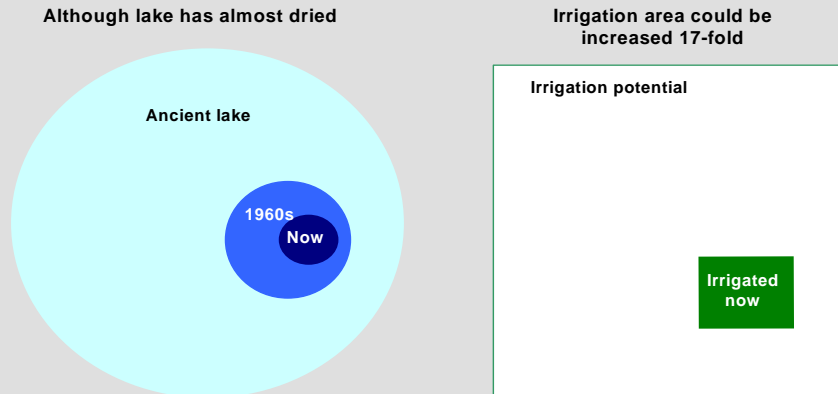 Although lake has almost dried
Ancient lake
1960s
Now
Irrigation area could be
increased 17-fold
Irrigation potential
Irrigated
now